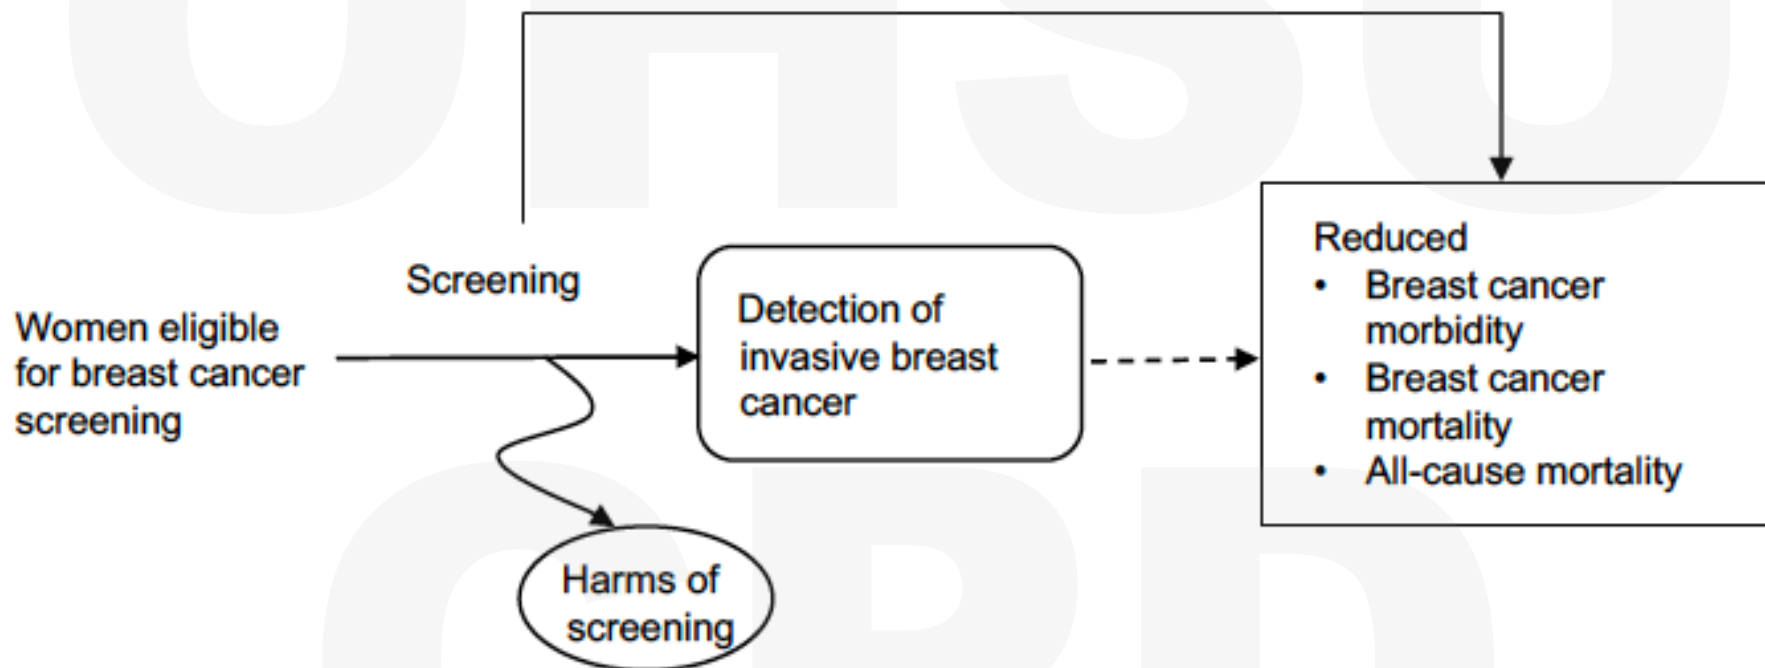 OHSU
Screening
Women eligible
for breast cancer
screening
Detection of
invasive breast
cancer
Reduced
• Breast cancer
morbidity
• Breast cancer
mortality
• All-cause mortality
Harms of
screening